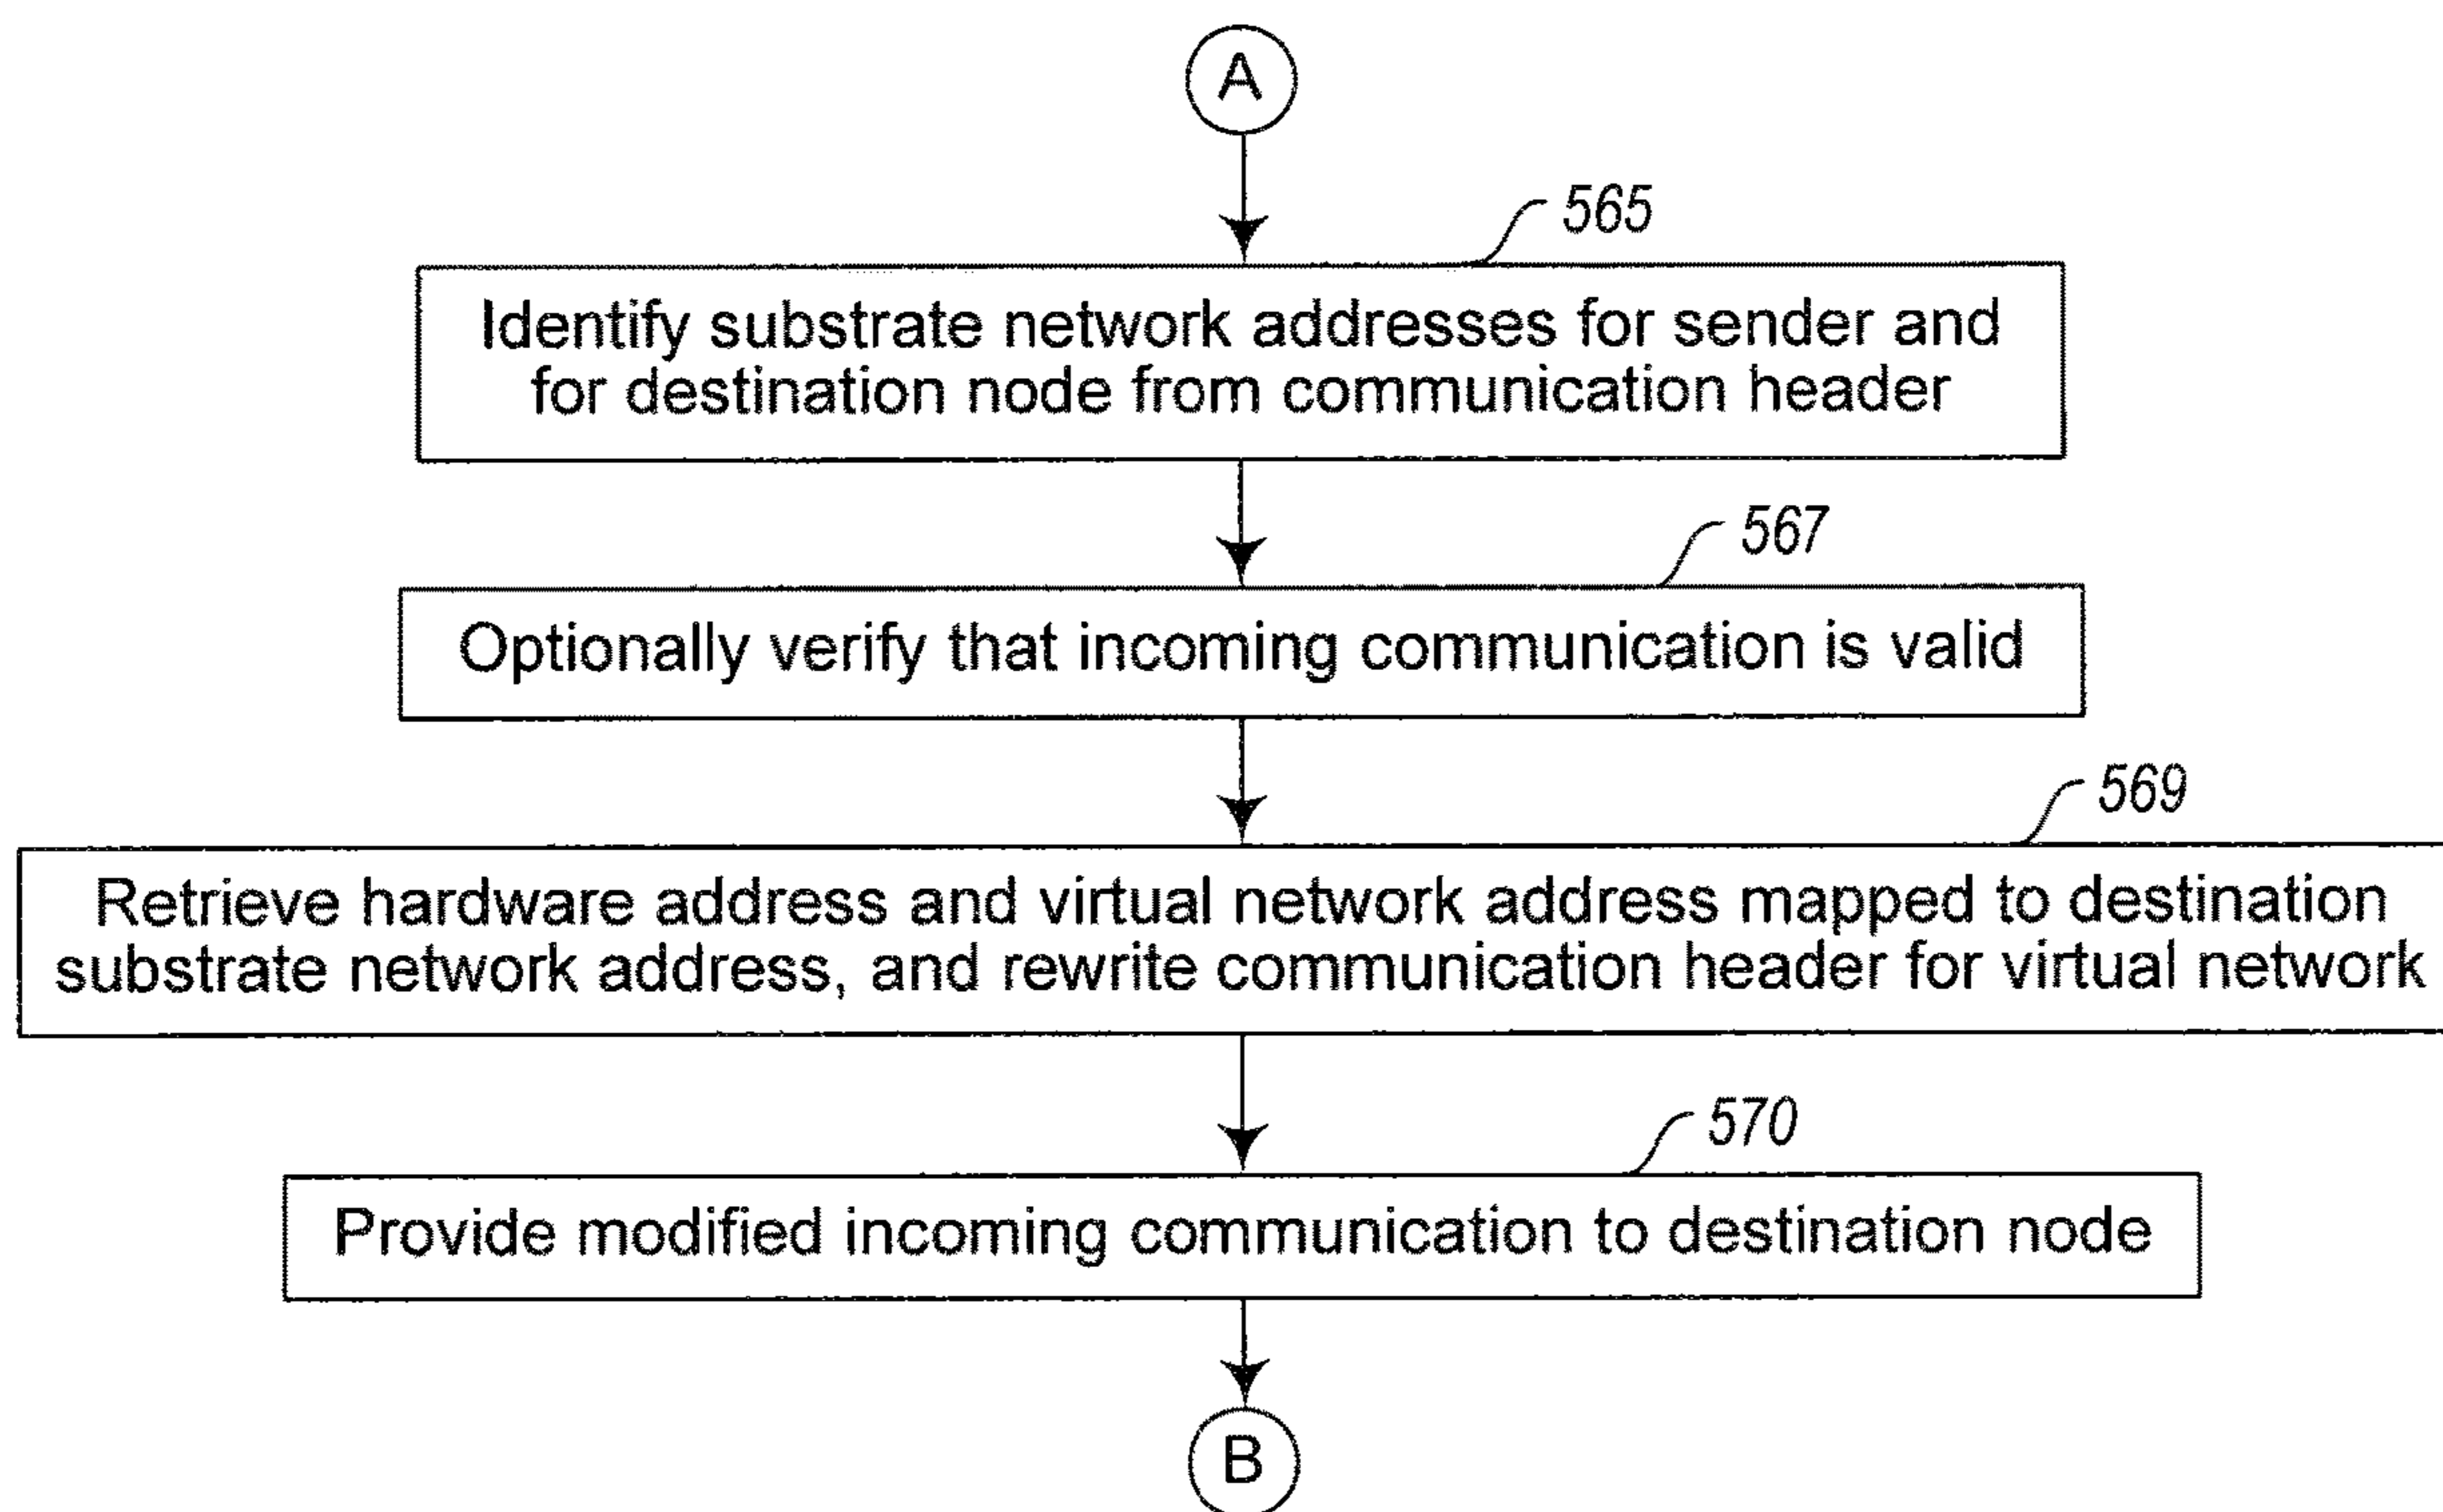 A
565
Identify substrate network addresses for sender and
for destination node from communication header
567
Optionally verify that incoming communication is valid
569
Retrieve hardware address and virtual network address mapped to destination
substrate network address, and rewrite communication header for virtual network
570
Provide modified incoming communication to destination node
B